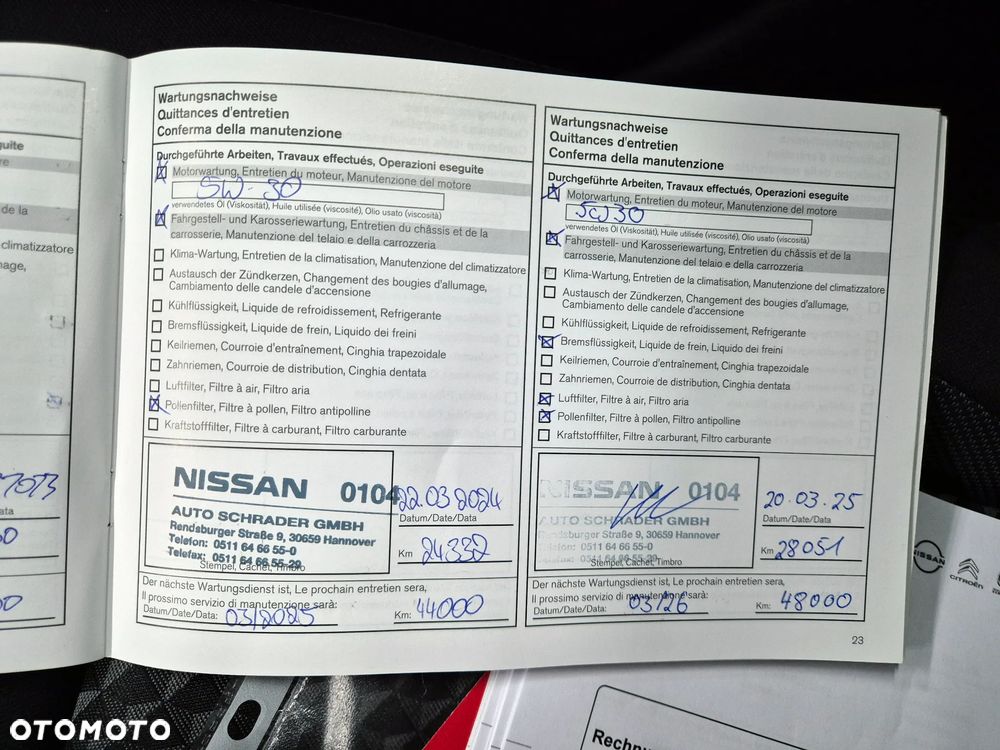 Wartungsnachweise
Quittances d'entretien
Conferma della manutenzione
Durchgeführte Arbeiten, Travaux effectués, Operazioni eseguite
Motorwartung, Entretien du moteur, Manutenzione del motore
5W-30
verwendetes Öl (Viskosität), Huile utilisée (viscosité), Olio usato (viscosità)
Fahrgestell- und Karosseriewartung, Entretien du châssis et de la
carrosserie, Manutenzione del telaio e della carrozzeria
Klima-Wartung, Entretien de la climatisation, Manutenzione del climatizzatore
Austausch der Zündkerzen, Changement des bougies d'allumage,
Cambiamento delle candele d'accensione
Kühlflüssigkeit, Liquide de refroidissement, Refrigerante
Bremsflüssigkeit, Liquide de frein, Liquido dei freini
Keilriemen, Courroie d'entraînement, Cinghia trapezoidale
Zahnriemen, Courroie de distribution, Cinghia dentata
Luftfilter, Filtre à air, Filtro aria
Pollenfilter, Filtre à pollen, Filtro antipolline
Kraftstofffilter, Filtre à carburant, Filtro carburante
NISSAN 0104
AUTO SCHRADER GMBH
Rendsburger Straße 9, 30659 Hannover
Telefon: 0511 64 66 55-0
Telefax: 0511 64 66 55-29
Stempel, Cachet, Timbro
22.03.2024
Datum/Date/Data
Km 24332
Der nächste Wartungsdienst ist, Le prochain entretien sera,
Il prossimo servizio di manutenzione sarà:
Datum/Date/Data: 03/2025 Km: 44000
Wartungsnachweise
Quittances d'entretien
Conferma della manutenzione
Durchgeführte Arbeiten, Travaux effectués, Operazioni eseguite
Motorwartung, Entretien du moteur, Manutenzione del motore
5W30
verwendetes Öl (Viskosität), Huile utilisée (viscosité), Olio usato (viscosità)
Fahrgestell- und Karosseriewartung, Entretien du châssis et de la
carrosserie, Manutenzione del telaio e della carrozzeria
Klima-Wartung, Entretien de la climatisation, Manutenzione del climatizzatore
Austausch der Zündkerzen, Changement des bougies d'allumage,
Cambiamento delle candele d'accensione
Kühlflüssigkeit, Liquide de refroidissement, Refrigerante
Bremsflüssigkeit, Liquide de frein, Liquido dei freini
Keilriemen, Courroie d'entraînement, Cinghia trapezoidale
Zahnriemen, Courroie de distribution, Cinghia dentata
Luftfilter, Filtre à air, Filtro aria
Pollenfilter, Filtre à pollen, Filtro antipolline
Kraftstofffilter, Filtre à carburant, Filtro carburante
NISSAN 0104
AUTO SCHRADER GMBH
Rendsburger Straße 9, 30659 Hannover
Telefon: 0511 64 66 55-0
64 66 55-29
Stempel, Cachet, Timbro
20.03.25
Datum/Date/Data
Km 28051
Der nächste Wartungsdienst ist, Le prochain entretien sera,
Il prossimo servizio di manutenzione sarà:
Datum/Date/Data: 03/26 Km: 48000
23
NISSAN
CITROËN
OTOMOTO